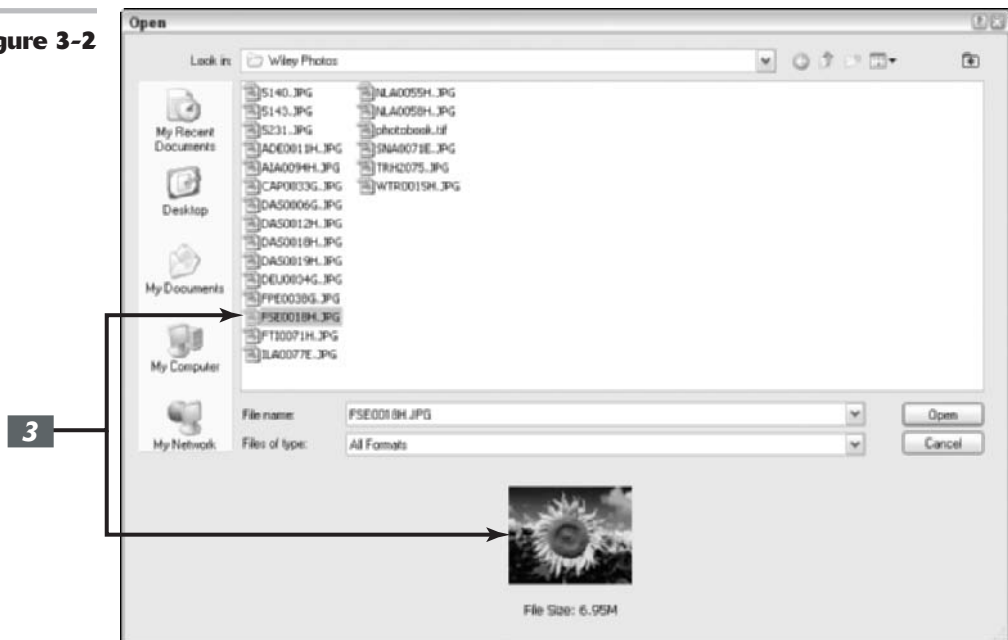 Open
gure 3-2
Look in:
Wiley Photos
My Recent
Documents
Desktop
My Documents
My Computer
My Network
5140.JPG
5143.JPG
5231.JPG
ADE0011H.JPG
AIA0094H.JPG
CAP0033G.JPG
DAS0006G.JPG
DAS0012H.JPG
DAS0018H.JPG
DAS0019H.JPG
DEU0034G.JPG
FPE0038G.JPG
FSE0018H.JPG
FTI0071H.JPG
ILA0077E.JPG
NLA0055H.JPG
NLA0058H.JPG
photobook.tif
SNA0071E.JPG
TRH2075.JPG
WTR0015H.JPG
File name:
FSE0018H.JPG
Open
Files of type:
All Formats
Cancel
3
File Size: 6.95M